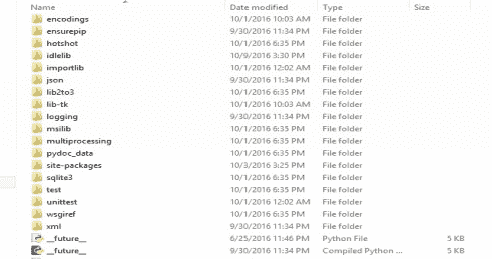 Name Date modified Type Size
encodings 10/1/2016 10:03 AM File folder
ensurepip 9/30/2016 11:34 PM File folder
hotshot 10/1/2016 6:35 PM File folder
idlelib 10/9/2016 3:30 PM File folder
importlib 10/1/2016 12:02 AM File folder
json 9/30/2016 11:34 PM File folder
lib2to3 10/1/2016 6:35 PM File folder
lib-tk 10/1/2016 10:03 AM File folder
logging 9/30/2016 11:34 PM File folder
msilib 10/1/2016 6:35 PM File folder
multiprocessing 10/1/2016 6:35 PM File folder
pydoc_data 10/1/2016 6:35 PM File folder
site-packages 10/3/2016 3:25 PM File folder
sqlite3 10/1/2016 6:35 PM File folder
test 10/1/2016 6:35 PM File folder
unittest 10/1/2016 12:02 AM File folder
wsgiref 10/1/2016 6:35 PM File folder
xml 9/30/2016 11:34 PM File folder
__future__ 6/25/2016 11:46 PM Python File 5 KB
__future__ 9/30/2016 11:34 PM Compiled Python ... 5 KB